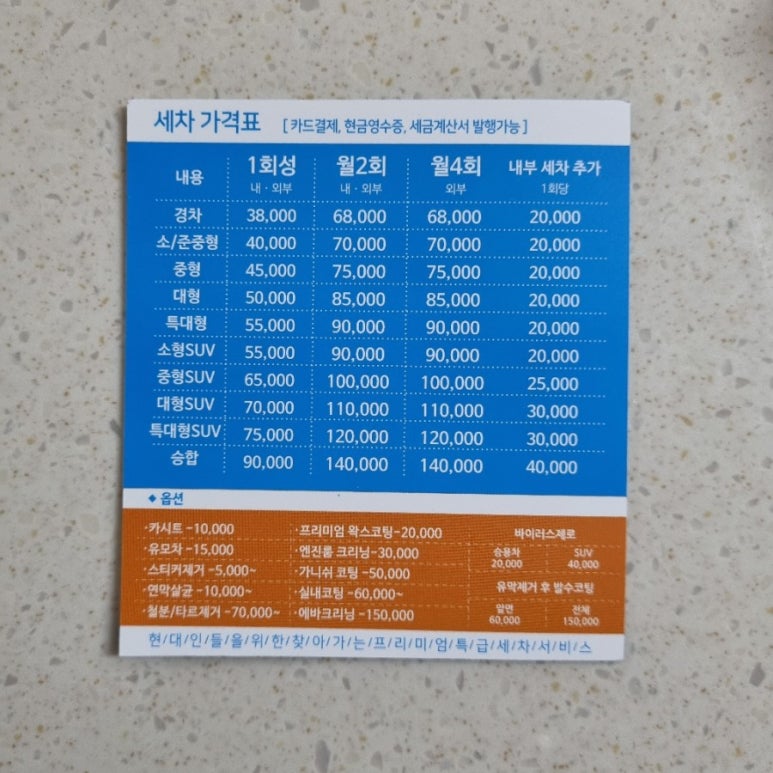 세차 가격표 [ 카드결제, 현금영수증, 세금계산서 발행가능 ]
내용 1회성 월2회 월4회 내부 세차 추가
내 · 외부 내 · 외부 외부 1회당
경차 38,000 68,000 68,000 20,000
소/준중형 40,000 70,000 70,000 20,000
중형 45,000 75,000 75,000 20,000
대형 50,000 85,000 85,000 20,000
특대형 55,000 90,000 90,000 20,000
소형SUV 55,000 90,000 90,000 20,000
중형SUV 65,000 100,000 100,000 25,000
대형SUV 70,000 110,000 110,000 30,000
특대형SUV 75,000 120,000 120,000 30,000
승합 90,000 140,000 140,000 40,000
◆ 옵션
·카시트 -10,000
·유모차 -15,000
·스티커제거 -5,000~
·연막살균 -10,000~
·철분/타르제거 -70,000~
·프리미엄 왁스코팅-20,000
·엔진룸 크리닝-30,000
·가니쉬 코팅 -50,000
·실내코팅 -60,000~
·에바크리닝 -150,000
바이러스제로
승용차 SUV
20,000 40,000
유막제거 후 발수코팅
앞면 전체
60,000 150,000
현/대/인/들/을/위/한/찾/아/가/는/프/리/미/엄/특/급/세/차/서/비/스